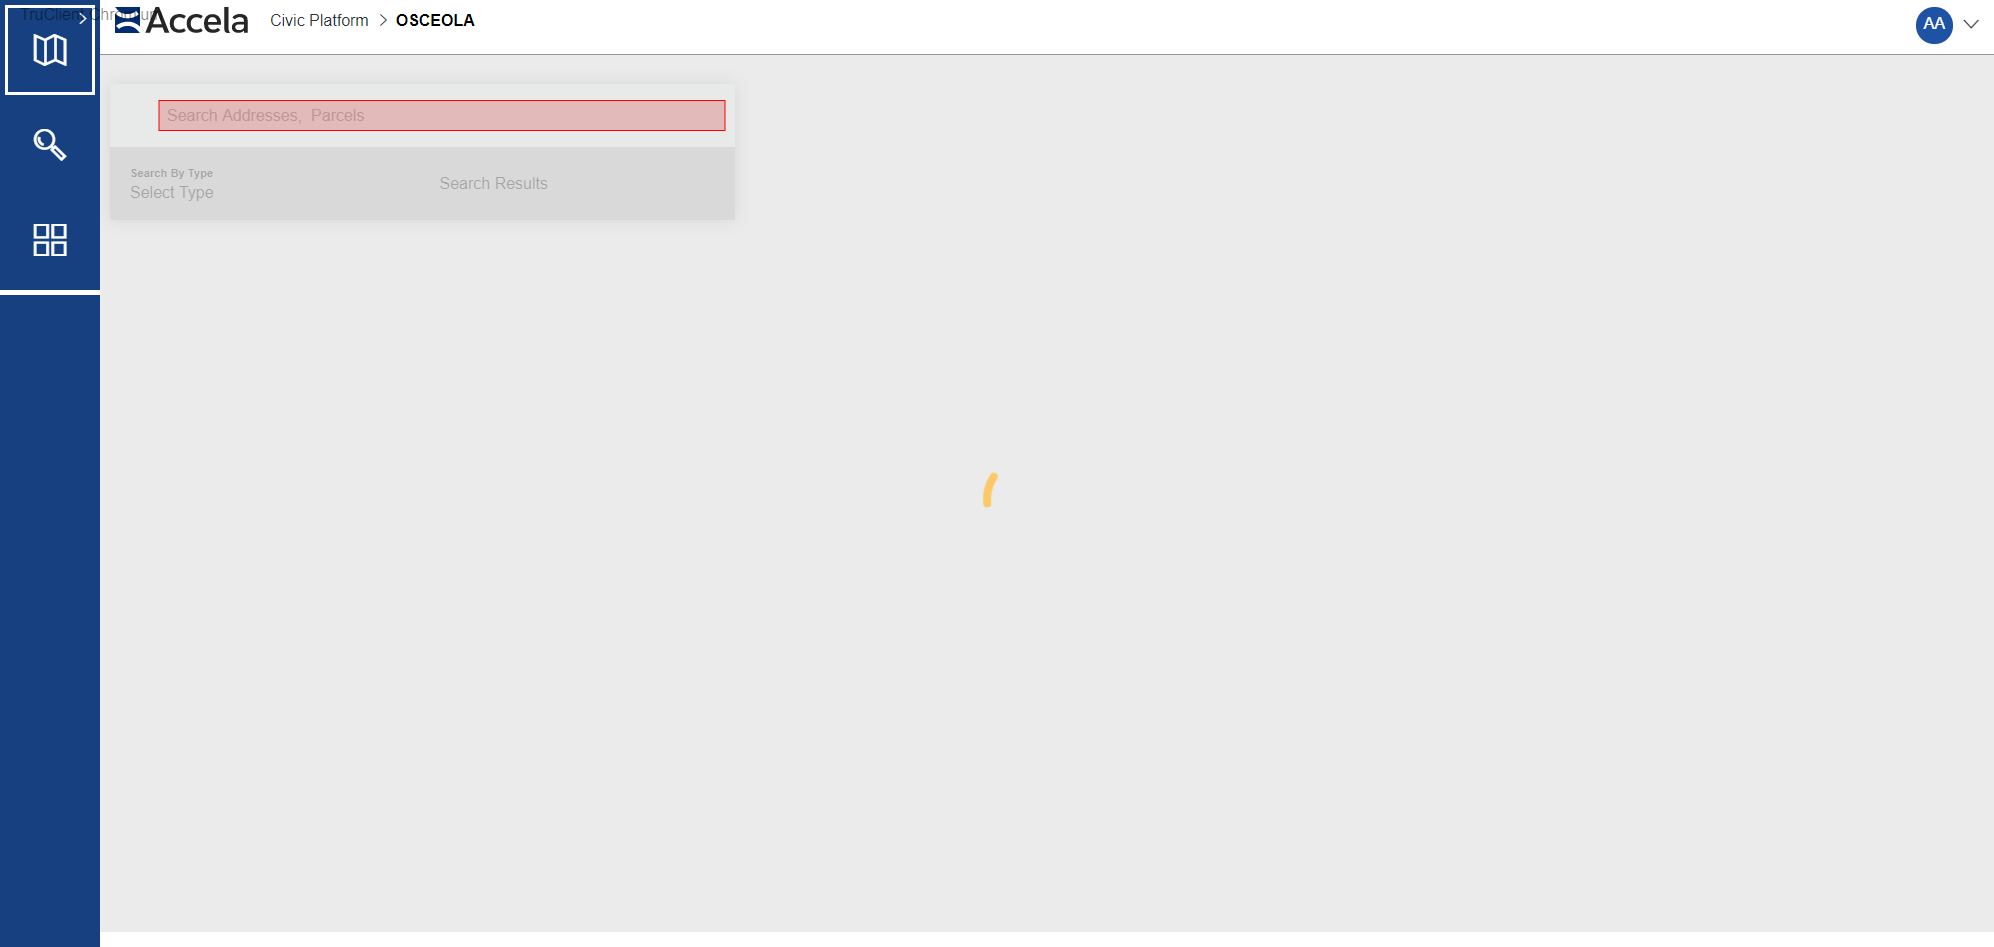 TruClient Chromium
Accela
Civic Platform > OSCEOLA
AA
Search Addresses, Parcels
Search By Type
Select Type
Search Results